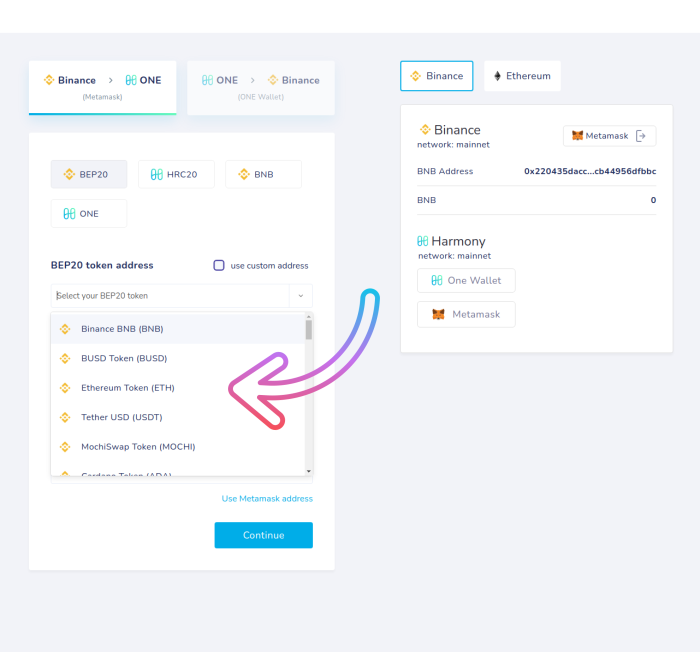 Binance > ONE
(Metamask)
ONE > Binance
(ONE Wallet)
BEP20
HRC20
BNB
ONE
BEP20 token address
use custom address
Select your BEP20 token
Binance BNB (BNB)
BUSD Token (BUSD)
Ethereum Token (ETH)
Tether USD (USDT)
MochiSwap Token (MOCHI)
Cardano Token (ADA)
Use Metamask address
Continue
Binance
Ethereum
Binance
network: mainnet
Metamask
BNB Address 0x220435dacc...cb44956dfbbc
BNB 0
Harmony
network: mainnet
One Wallet
Metamask